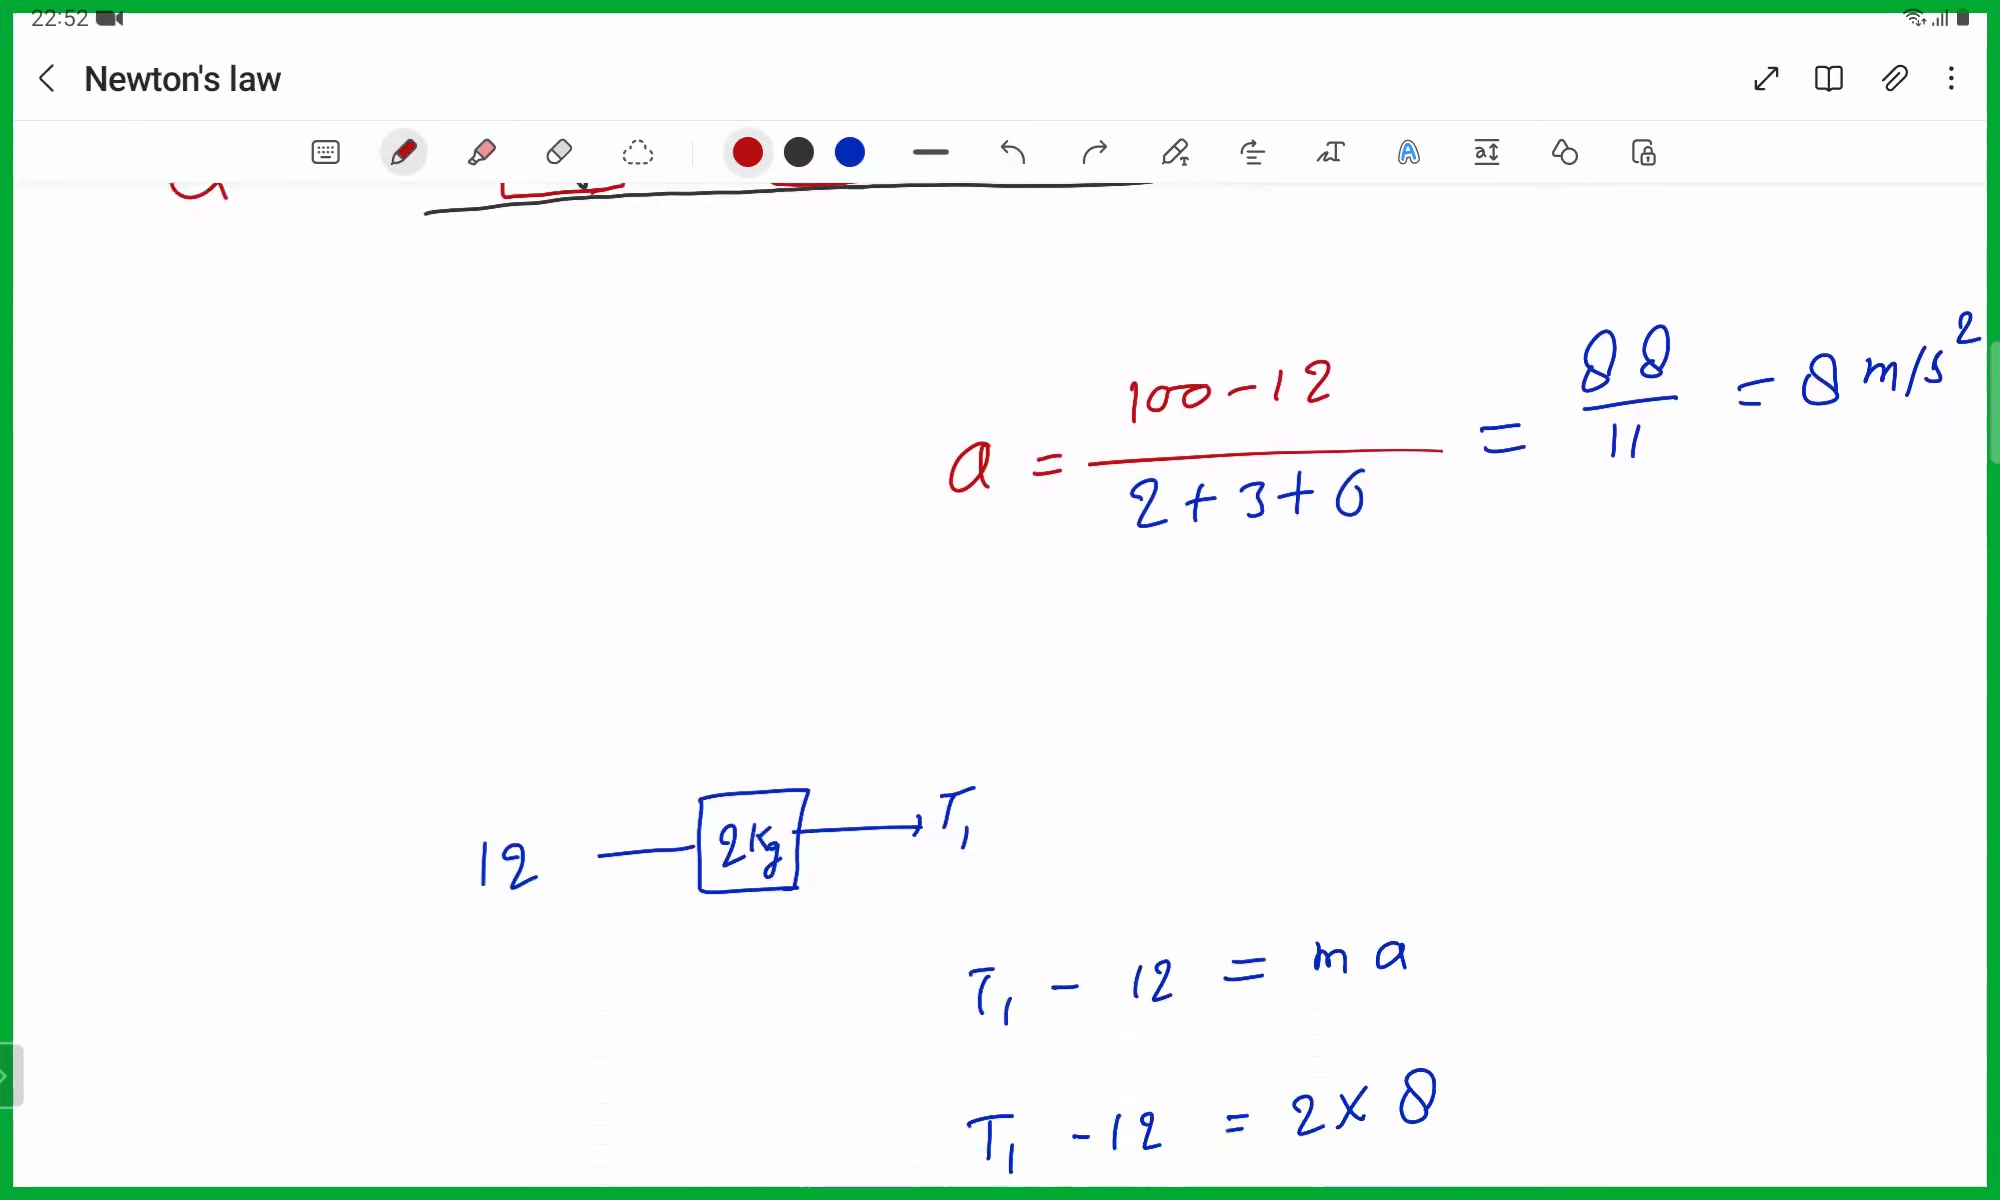 22:52
Newton's law
a = 100 - 12 / 2 + 3 + 6 = 88 / 11 = 8 m/s²
12 2kg T₁
T₁ - 12 = m a
T₁ - 12 = 2 × 8